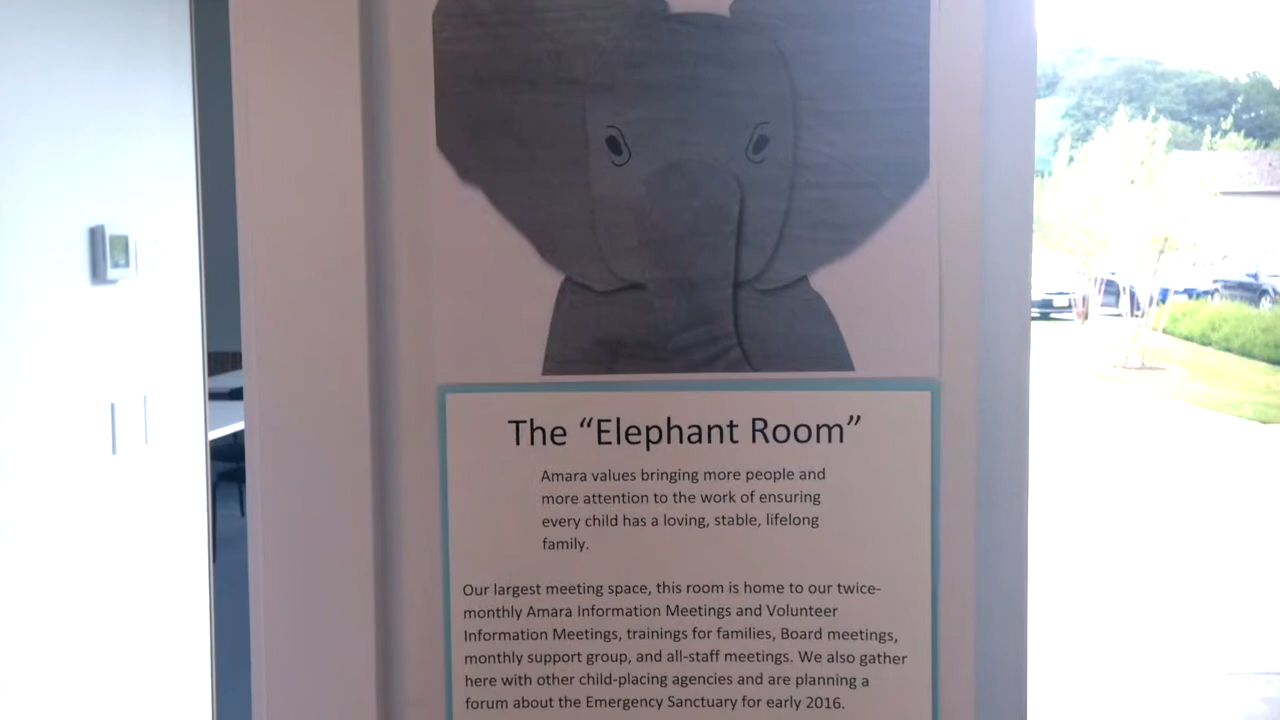 The “Elephant Room”
Amara values bringing more people and
more attention to the work of ensuring
every child has a loving, stable, lifelong
family.
Our largest meeting space, this room is home to our twice-
monthly Amara Information Meetings and Volunteer
Information Meetings, trainings for families, Board meetings,
monthly support group, and all-staff meetings. We also gather
here with other child-placing agencies and are planning a
forum about the Emergency Sanctuary for early 2016.